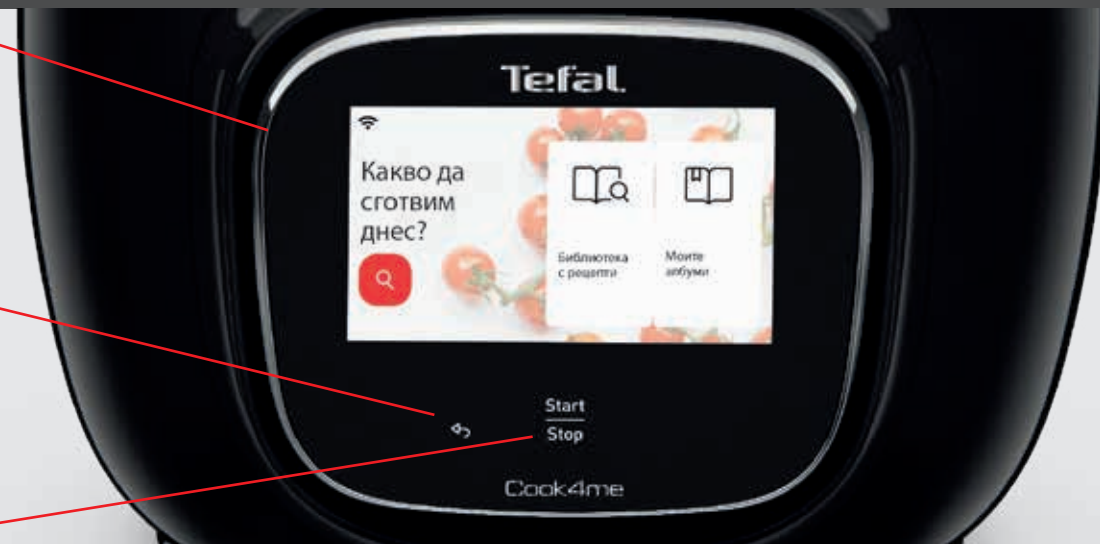 Tefal
Какво да
сготвим
днес?
Библиотека
с рецепти
Моите
албуми
Start
Stop
Cook4me